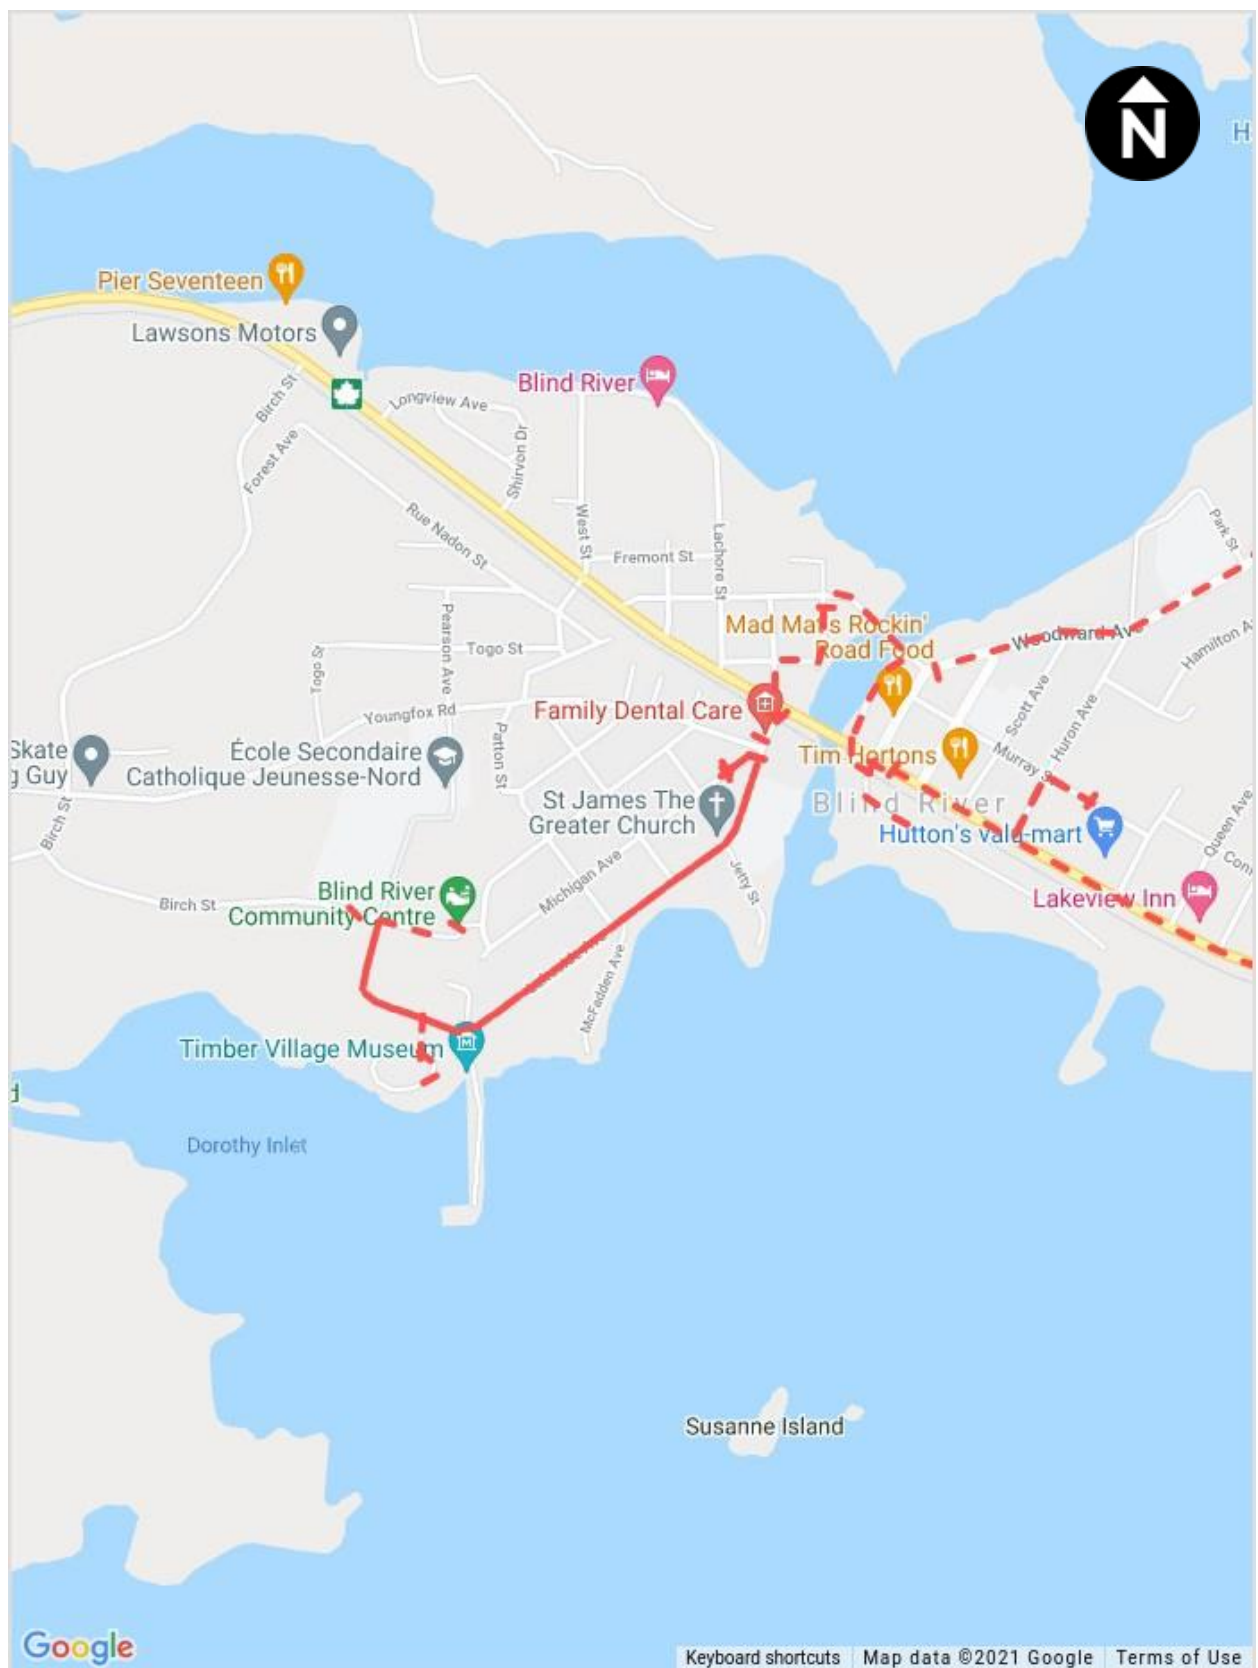 N
H
Pier Seventeen
Lawsons Motors
Blind River
Birch St
Longview Ave
Forest Ave
Shirvon Dr
Rue Nadon St
West St
Lachore St
Fremont St
Park St
Pearson Ave
Mad Mal's Rockin'
Road Food
Woodward Ave
Hamilton A
Togo St
Togo St
Youngfox Rd
Family Dental Care
Scott Ave
Huron Ave
Patton St
Skate
g Guy
École Secondaire
Catholique Jeunesse-Nord
Tim Hortons
Murray St
St James The
Greater Church
Blind River
Hutton's valu-mart
Birch St
Queen Ave
Michigan Ave
Jetty St
Blind River
Community Centre
Birch St
Lakeview Inn
McFadden Ave
Timber Village Museum
d
Dorothy Inlet
Susanne Island
Google
Keyboard shortcuts
Map data ©2021 Google
Terms of Use